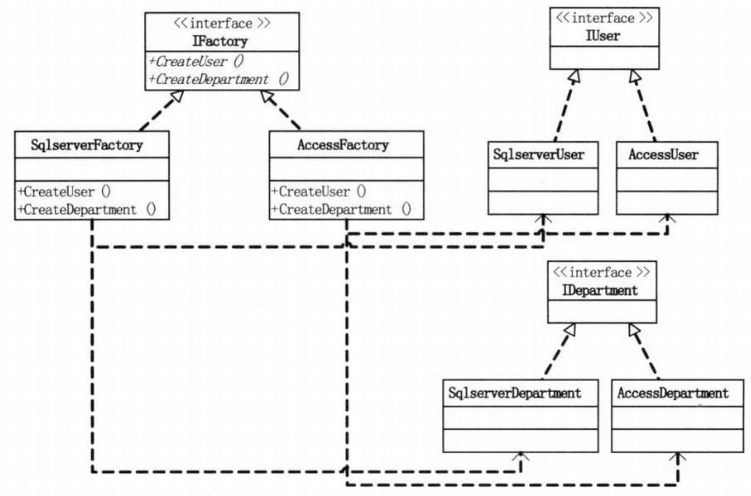 <<interface >>
IFactory
+CreateUser ()
+CreateDepartment ()
<<interface >>
IUser
SqlserverFactory
+CreateUser ()
+CreateDepartment ()
AccessFactory
+CreateUser ()
+CreateDepartment ()
SqlserverUser
AccessUser
<<interface >>
IDepartment
SqlserverDepartment
AccessDepartment